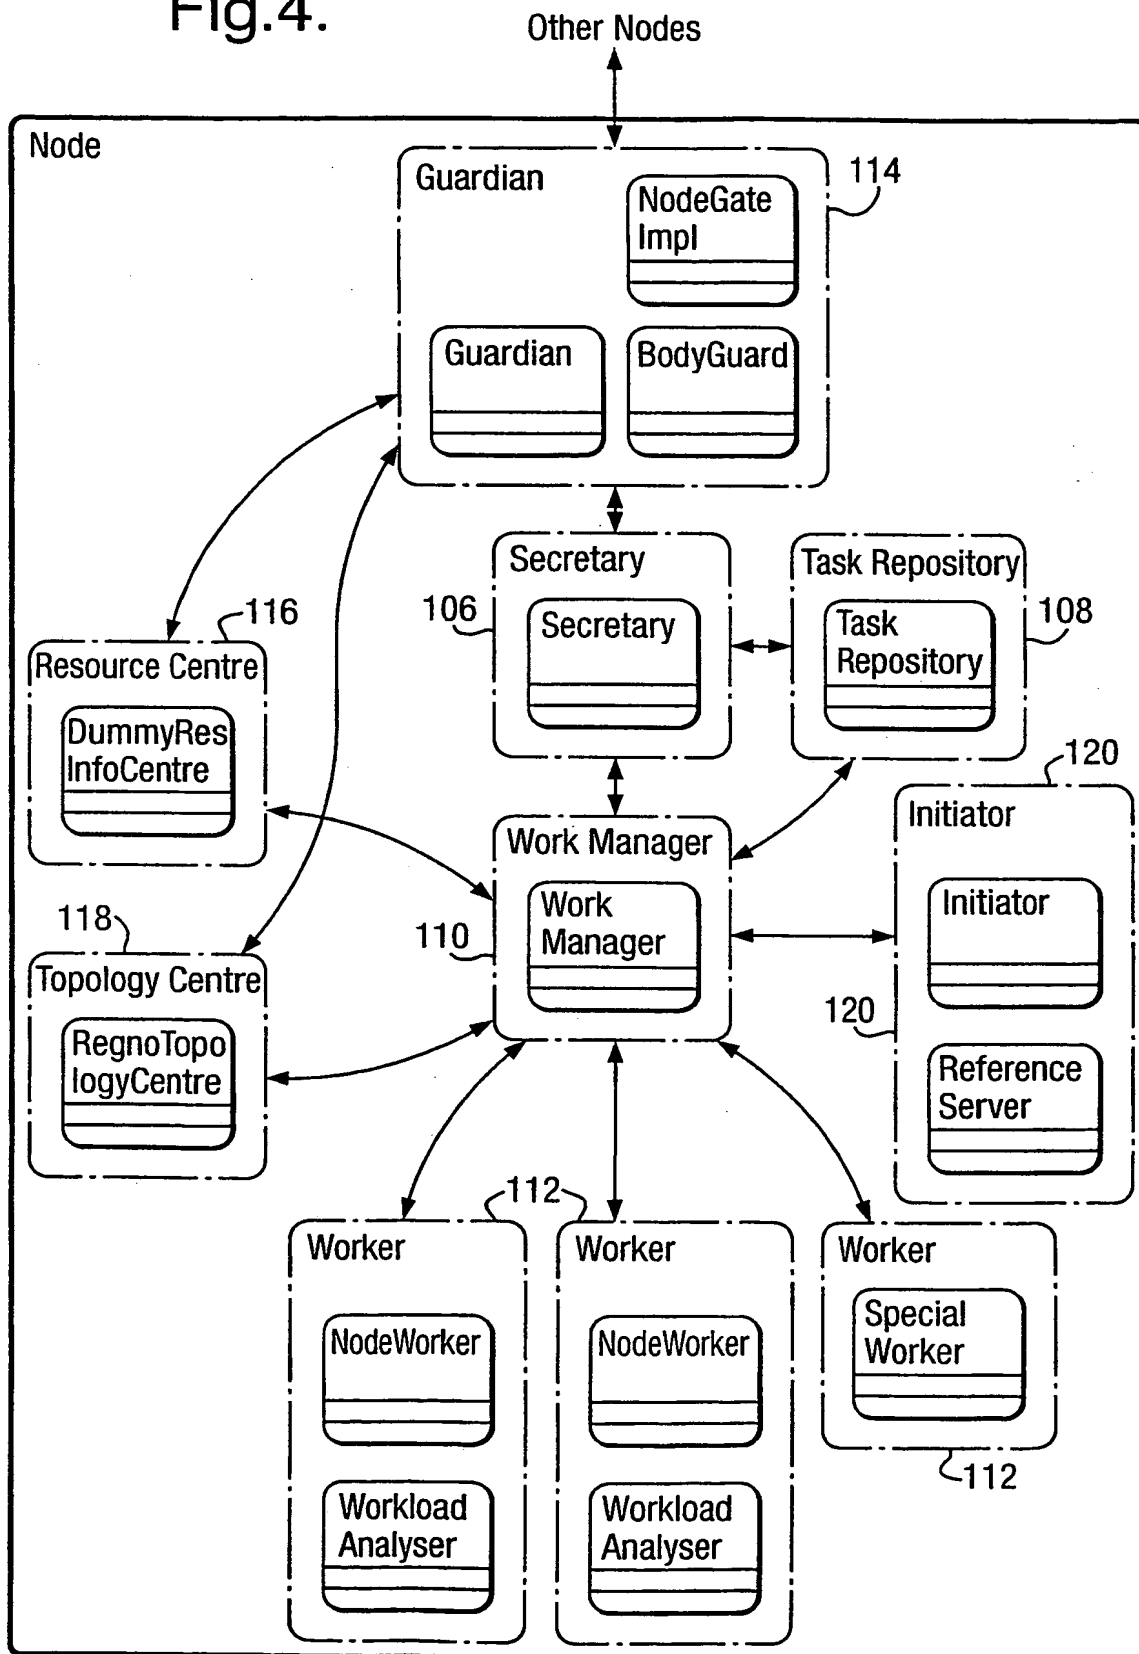 Fig.4.
Other Nodes
Node
Guardian
114
NodeGate
Impl
Guardian
BodyGuard
Secretary
Task Repository
106
108
Secretary
Task
Repository
116
Resource Centre
DummyRes
InfoCentre
120
Initiator
Work Manager
Initiator
Work
Manager
110
118
Topology Centre
120
RegnoTopo
logyCentre
Reference
Server
112
Worker
Worker
Worker
NodeWorker
NodeWorker
Special
Worker
112
Workload
Analyser
Workload
Analyser